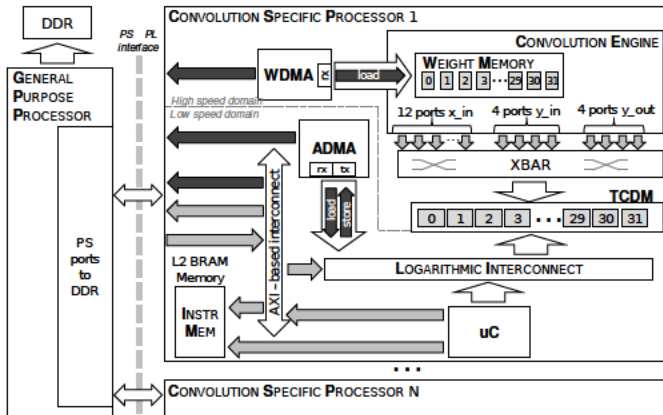 DDR
PS PL
interface
GENERAL
PURPOSE
PROCESSOR
PS
ports
to
DDR
CONVOLUTION SPECIFIC PROCESSOR 1
CONVOLUTION ENGINE
WEIGHT MEMORY
0 1 2 3 ··· 29 30 31
WDMA
rx
load
High speed domain
Low speed domain
12 ports x_in
4 ports y_in
4 ports y_out
XBAR
ADMA
rx tx
load
store
TCDM
0 1 2 3 ... 29 30 31
AXI-based interconnect
LOGARITHMIC INTERCONNECT
L2 BRAM
Memory
INSTR
MEM
uC
...
CONVOLUTION SPECIFIC PROCESSOR N